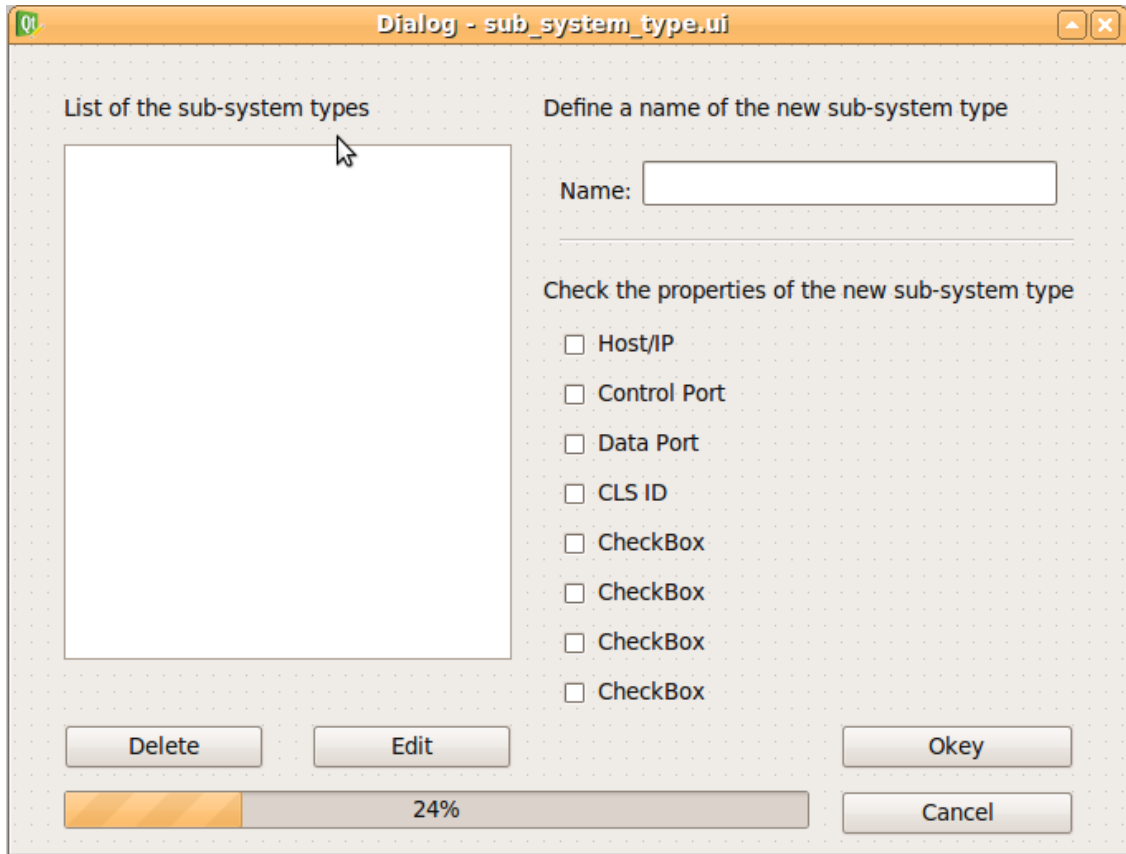 Dialog - sub_system_type.ui
List of the sub-system types
Define a name of the new sub-system type
Name:
Check the properties of the new sub-system type
Host/IP
Control Port
Data Port
CLS ID
CheckBox
CheckBox
CheckBox
CheckBox
Delete
Edit
Okey
24%
Cancel